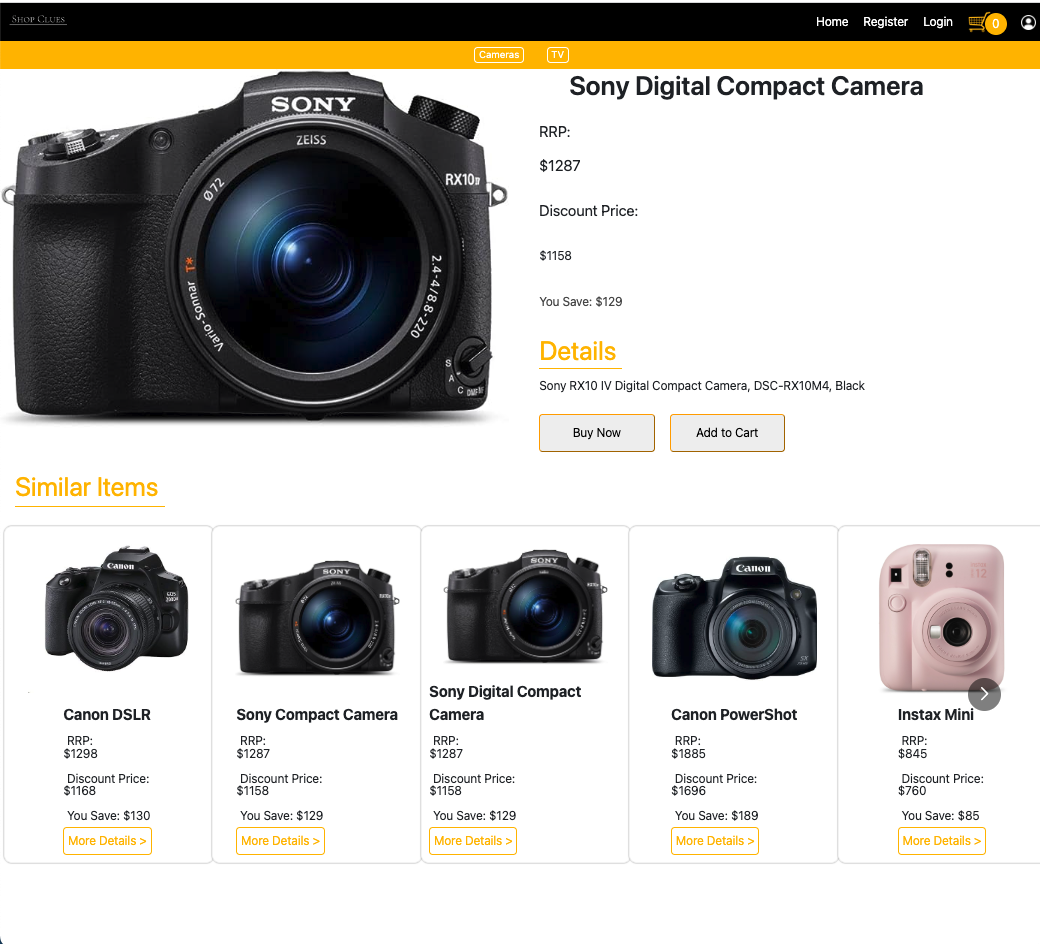 SHOP CLUES
Home Register Login 0
Cameras TV
SONY
ZEISS
Ø72
RX10 IV
T*
Vario-Sonnar
2.4-4/8.8-220
S
A
C
Sony Digital Compact Camera
RRP:
$1287
Discount Price:
$1158
You Save: $129
Details
Sony RX10 IV Digital Compact Camera, DSC-RX10M4, Black
Buy Now Add to Cart
Similar Items
Canon
Canon DSLR
RRP:
$1298
Discount Price:
$1168
You Save: $130
More Details >
SONY
Sony Compact Camera
RRP:
$1287
Discount Price:
$1158
You Save: $129
More Details >
SONY
Sony Digital Compact
Camera
RRP:
$1287
Discount Price:
$1158
You Save: $129
More Details >
Canon
Canon PowerShot
RRP:
$1885
Discount Price:
$1696
You Save: $189
More Details >
Instax Mini
RRP:
$845
Discount Price:
$760
You Save: $85
More Details >